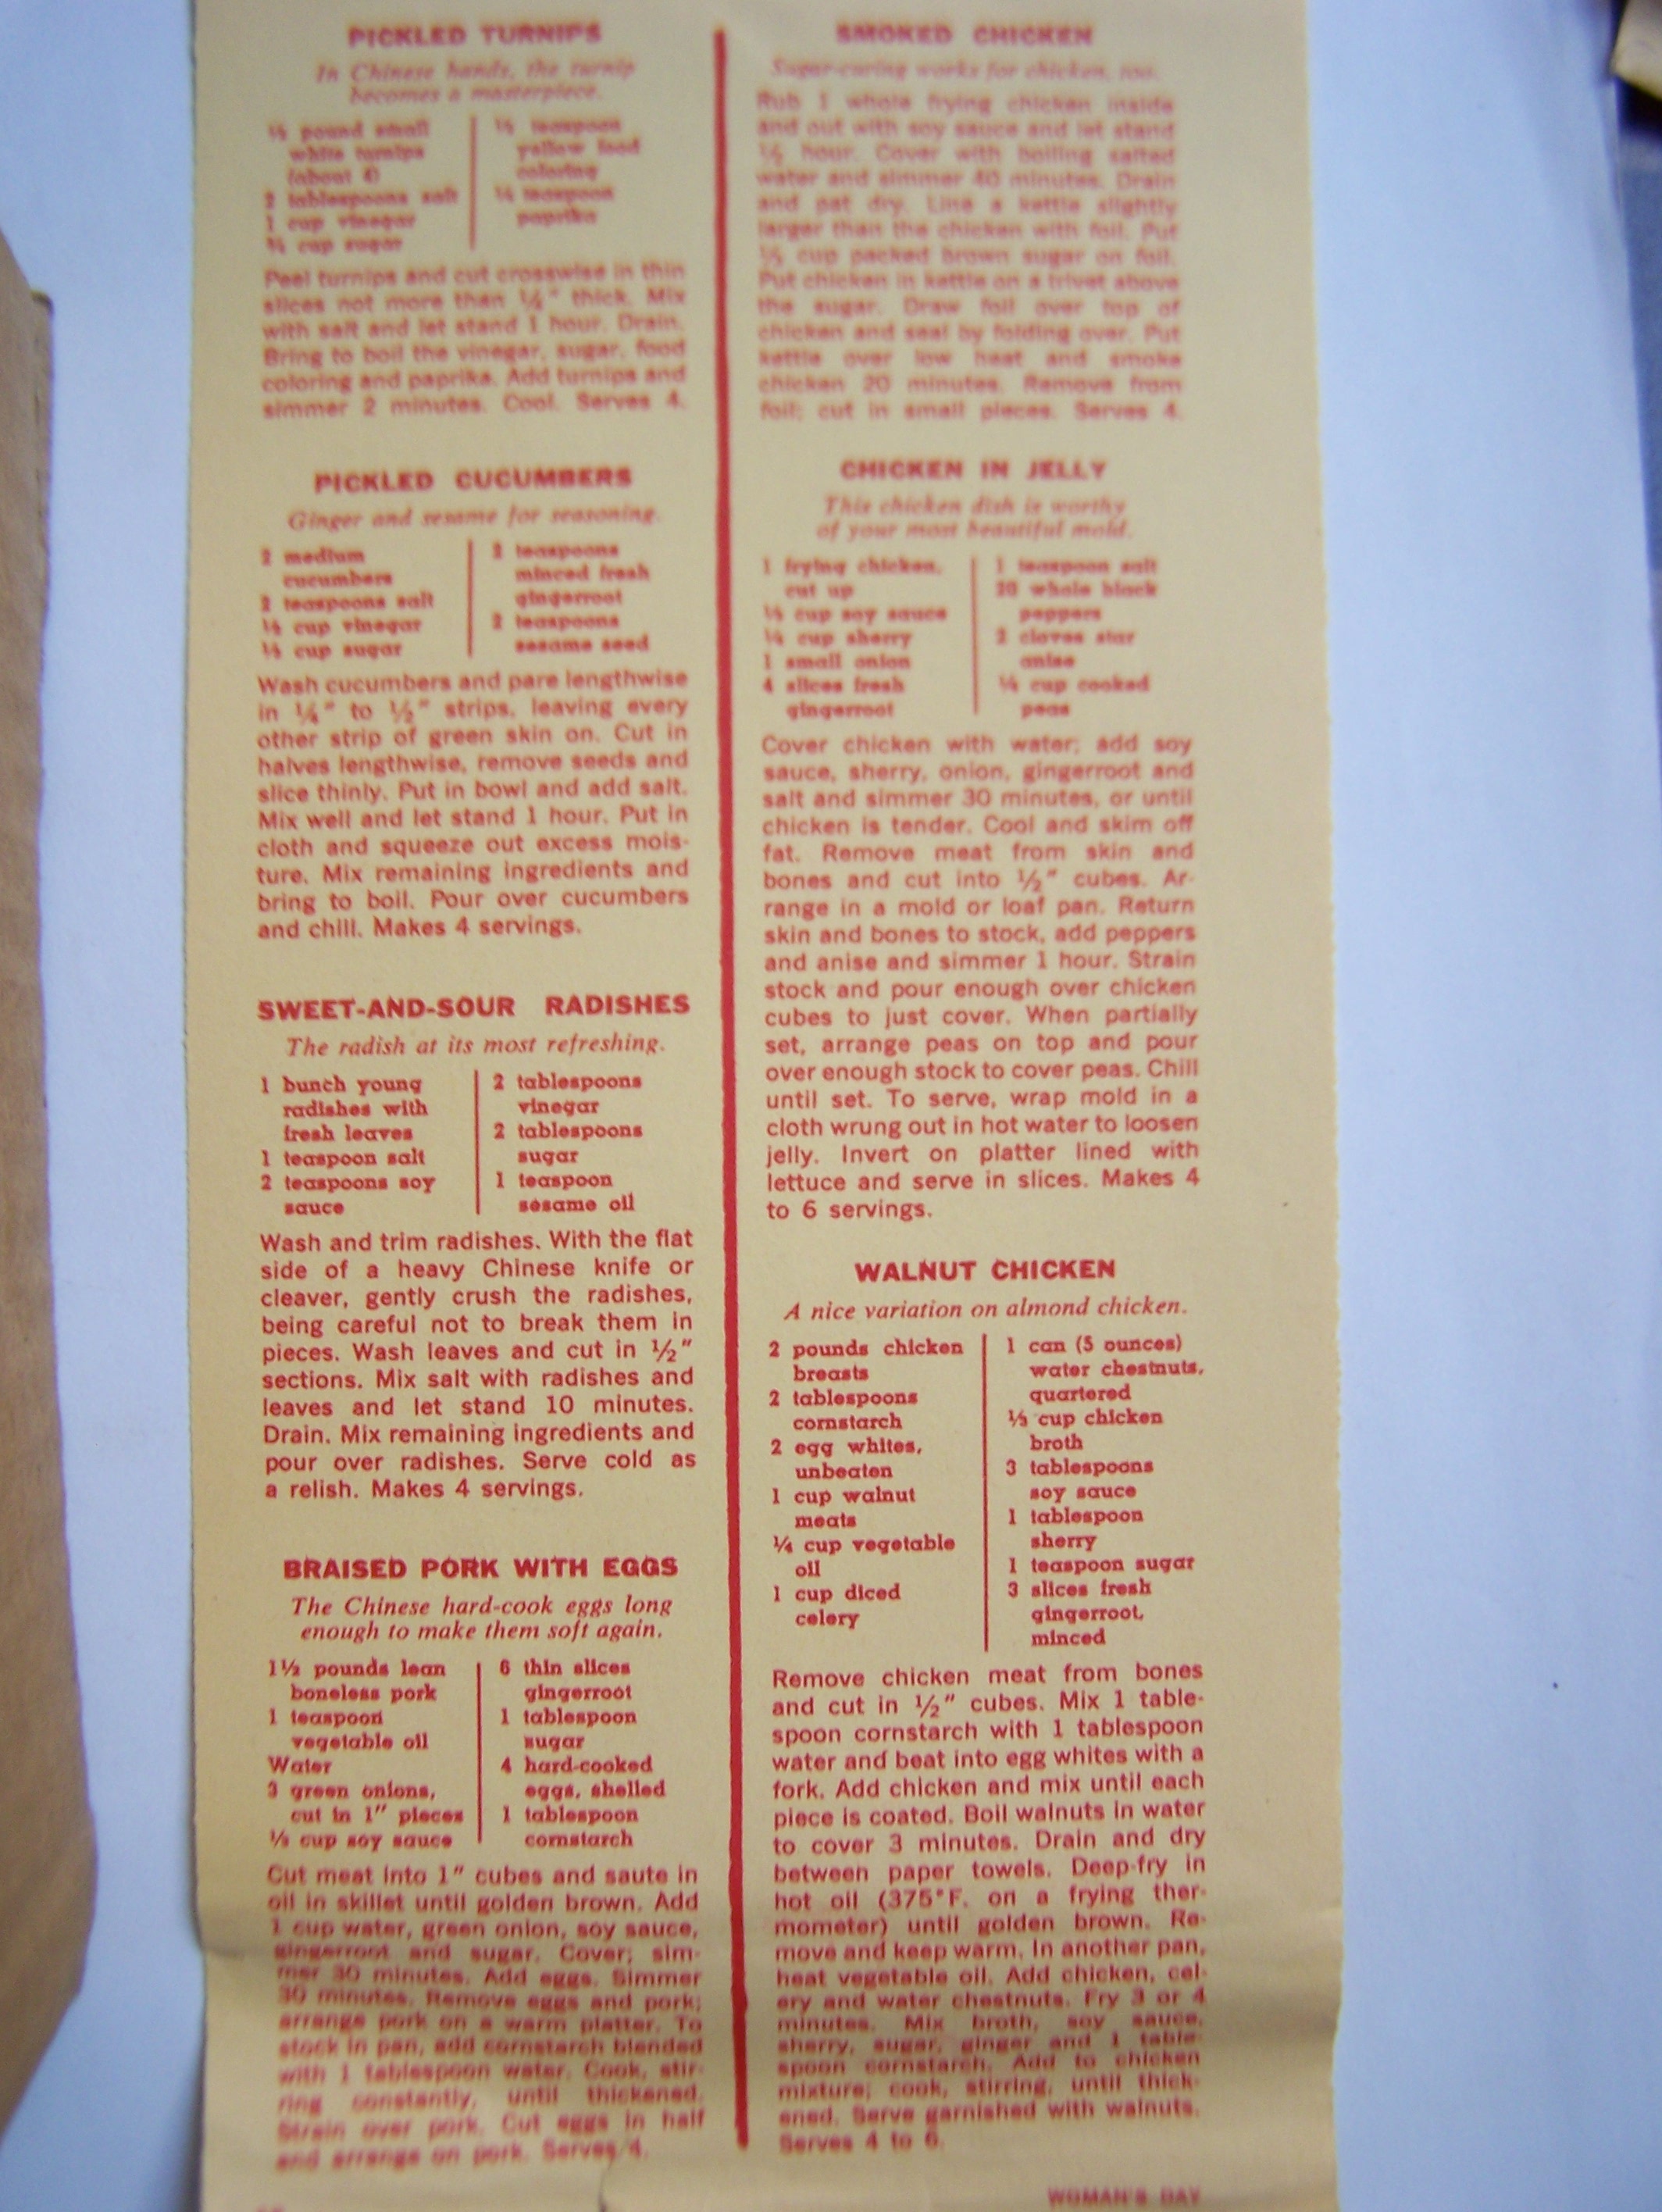 PICKLED TURNIPS
In Chinese hands, the turnip
becomes a masterpiece.
pound small
white turnips
(about 4)
2 tablespoons salt
1 cup vinegar
cup sugar
teaspoon
yellow food
coloring
teaspoon
paprika
Peel turnips and cut crosswise in thin
slices not more than ¼" thick. Mix
with salt and let stand 1 hour. Drain.
Bring to boil the vinegar, sugar, food
coloring and paprika. Add turnips and
simmer 2 minutes. Cool. Serves 4.
PICKLED CUCUMBERS
Ginger and sesame for seasoning.
2 medium
cucumbers
2 teaspoons salt
cup vinegar
cup sugar
2 teaspoons
minced fresh
gingerroot
2 teaspoons
sesame seed
Wash cucumbers and pare lengthwise
in ¼" to ½" strips, leaving every
other strip of green skin on. Cut in
halves lengthwise, remove seeds and
slice thinly. Put in bowl and add salt.
Mix well and let stand 1 hour. Put in
cloth and squeeze out excess mois-
ture. Mix remaining ingredients and
bring to boil. Pour over cucumbers
and chill. Makes 4 servings.
SWEET-AND-SOUR RADISHES
The radish at its most refreshing.
1 bunch young
radishes with
fresh leaves
1 teaspoon salt
2 teaspoons soy
sauce
2 tablespoons
vinegar
2 tablespoons
sugar
1 teaspoon
sesame oil
Wash and trim radishes. With the flat
side of a heavy Chinese knife or
cleaver, gently crush the radishes,
being careful not to break them in
pieces. Wash leaves and cut in ½"
sections. Mix salt with radishes and
leaves and let stand 10 minutes.
Drain. Mix remaining ingredients and
pour over radishes. Serve cold as
a relish. Makes 4 servings.
BRAISED PORK WITH EGGS
The Chinese hard-cook eggs long
enough to make them soft again.
1½ pounds lean
boneless pork
1 teaspoon
vegetable oil
Water
3 green onions,
cut in 1" pieces
⅓ cup soy sauce
6 thin slices
gingerroot
1 tablespoon
sugar
4 hard-cooked
eggs, shelled
1 tablespoon
cornstarch
Cut meat into 1" cubes and saute in
oil in skillet until golden brown. Add
1 cup water, green onion, soy sauce,
gingerroot and sugar. Cover; sim-
mer 30 minutes. Add eggs. Simmer
30 minutes. Remove eggs and pork;
arrange pork on a warm platter. To
stock in pan, add cornstarch blended
with 1 tablespoon water. Cook, stir-
ring constantly, until thickened.
Strain over pork. Cut eggs in half
and arrange on pork. Serves 4.
SMOKED CHICKEN
Sugar-curing works for chicken, too.
Rub 1 whole frying chicken inside
and out with soy sauce and let stand
½ hour. Cover with boiling salted
water and simmer 40 minutes. Drain
and pat dry. Line a kettle slightly
larger than the chicken with foil. Put
cup packed brown sugar on foil.
Put chicken in kettle on a trivet above
the sugar. Draw foil over top of
chicken and seal by folding over. Put
kettle over low heat and smoke
chicken 20 minutes. Remove from
foil; cut in small pieces. Serves 4.
CHICKEN IN JELLY
This chicken dish is worthy
of your most beautiful mold.
1 frying chicken,
cut up
cup soy sauce
¼ cup sherry
1 small onion
4 slices fresh
gingerroot
1 teaspoon salt
20 whole black
peppers
2 cloves star
anise
¼ cup cooked
peas
Cover chicken with water; add soy
sauce, sherry, onion, gingerroot and
salt and simmer 30 minutes, or until
chicken is tender. Cool and skim off
fat. Remove meat from skin and
bones and cut into ½" cubes. Ar-
range in a mold or loaf pan. Return
skin and bones to stock, add peppers
and anise and simmer 1 hour. Strain
stock and pour enough over chicken
cubes to just cover. When partially
set, arrange peas on top and pour
over enough stock to cover peas. Chill
until set. To serve, wrap mold in a
cloth wrung out in hot water to loosen
jelly. Invert on platter lined with
lettuce and serve in slices. Makes 4
to 6 servings.
WALNUT CHICKEN
A nice variation on almond chicken.
2 pounds chicken
breasts
2 tablespoons
cornstarch
2 egg whites,
unbeaten
1 cup walnut
meats
¼ cup vegetable
oil
1 cup diced
celery
1 can (5 ounces)
water chestnuts,
quartered
⅓ cup chicken
broth
3 tablespoons
soy sauce
1 tablespoon
sherry
1 teaspoon sugar
3 slices fresh
gingerroot,
minced
Remove chicken meat from bones
and cut in ½" cubes. Mix 1 table-
spoon cornstarch with 1 tablespoon
water and beat into egg whites with a
fork. Add chicken and mix until each
piece is coated. Boil walnuts in water
to cover 3 minutes. Drain and dry
between paper towels. Deep-fry in
hot oil (375°F. on a frying ther-
mometer) until golden brown. Re-
move and keep warm. In another pan,
heat vegetable oil. Add chicken, cel-
ery and water chestnuts. Fry 3 or 4
minutes. Mix broth, soy sauce,
sherry, sugar, ginger and 1 table-
spoon cornstarch. Add to chicken
mixture; cook, stirring, until thick-
ened. Serve garnished with walnuts.
Serves 4 to 6.
WOMAN'S DAY